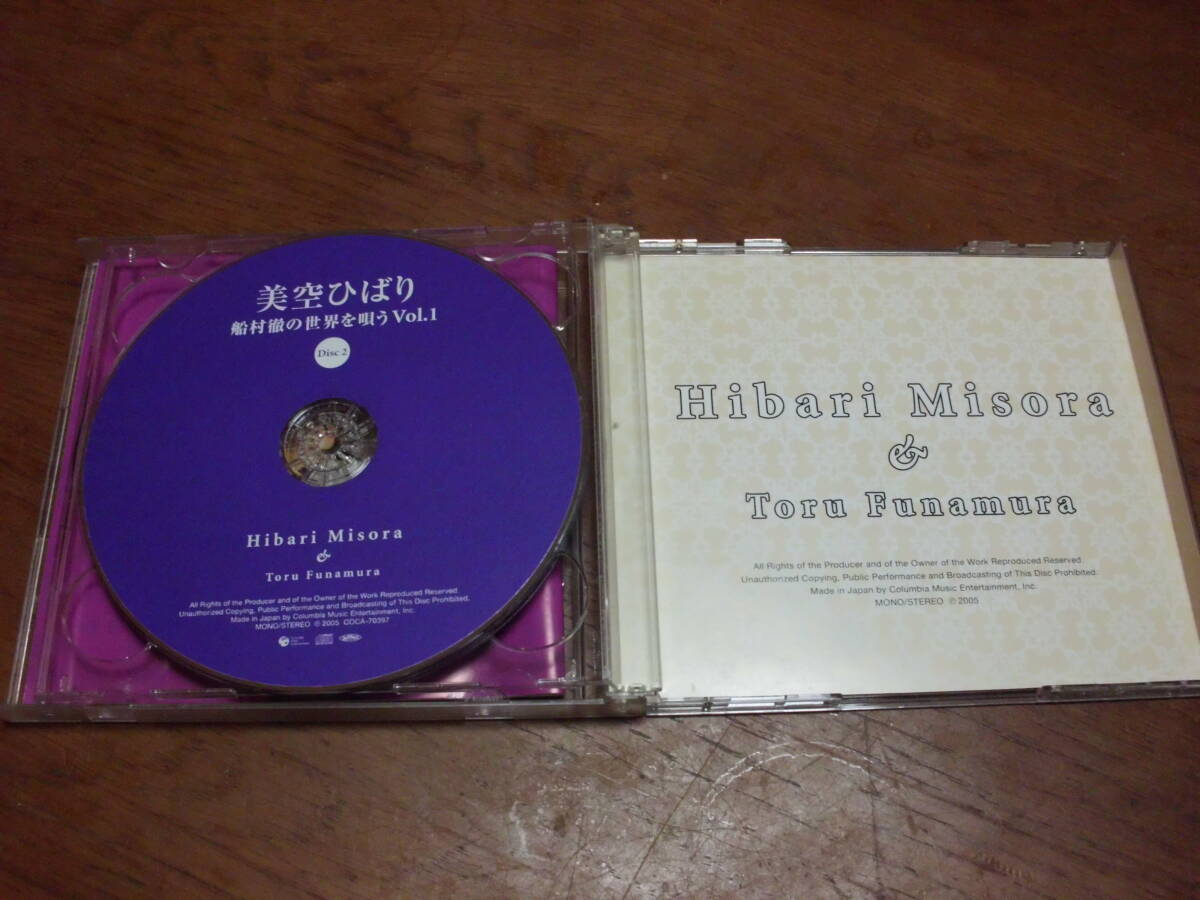 美空ひばり
船村徹の世界を唄うVol.1
Disc 2
Hibari Misora
&
Toru Funamura
All Rights of the Producer and of the Owner of the Work Reproduced Reserved.
Unauthorized Copying, Public Performance and Broadcasting of This Disc Prohibited.
Made in Japan by Columbia Music Entertainment, Inc.
MONO/STEREO ℗ 2005 COCA-70397
Hibari Misora
&
Toru Funamura
All Rights of the Producer and of the Owner of the Work Reproduced Reserved.
Unauthorized Copying, Public Performance and Broadcasting of This Disc Prohibited.
Made in Japan by Columbia Music Entertainment, Inc.
MONO/STEREO ℗ 2005